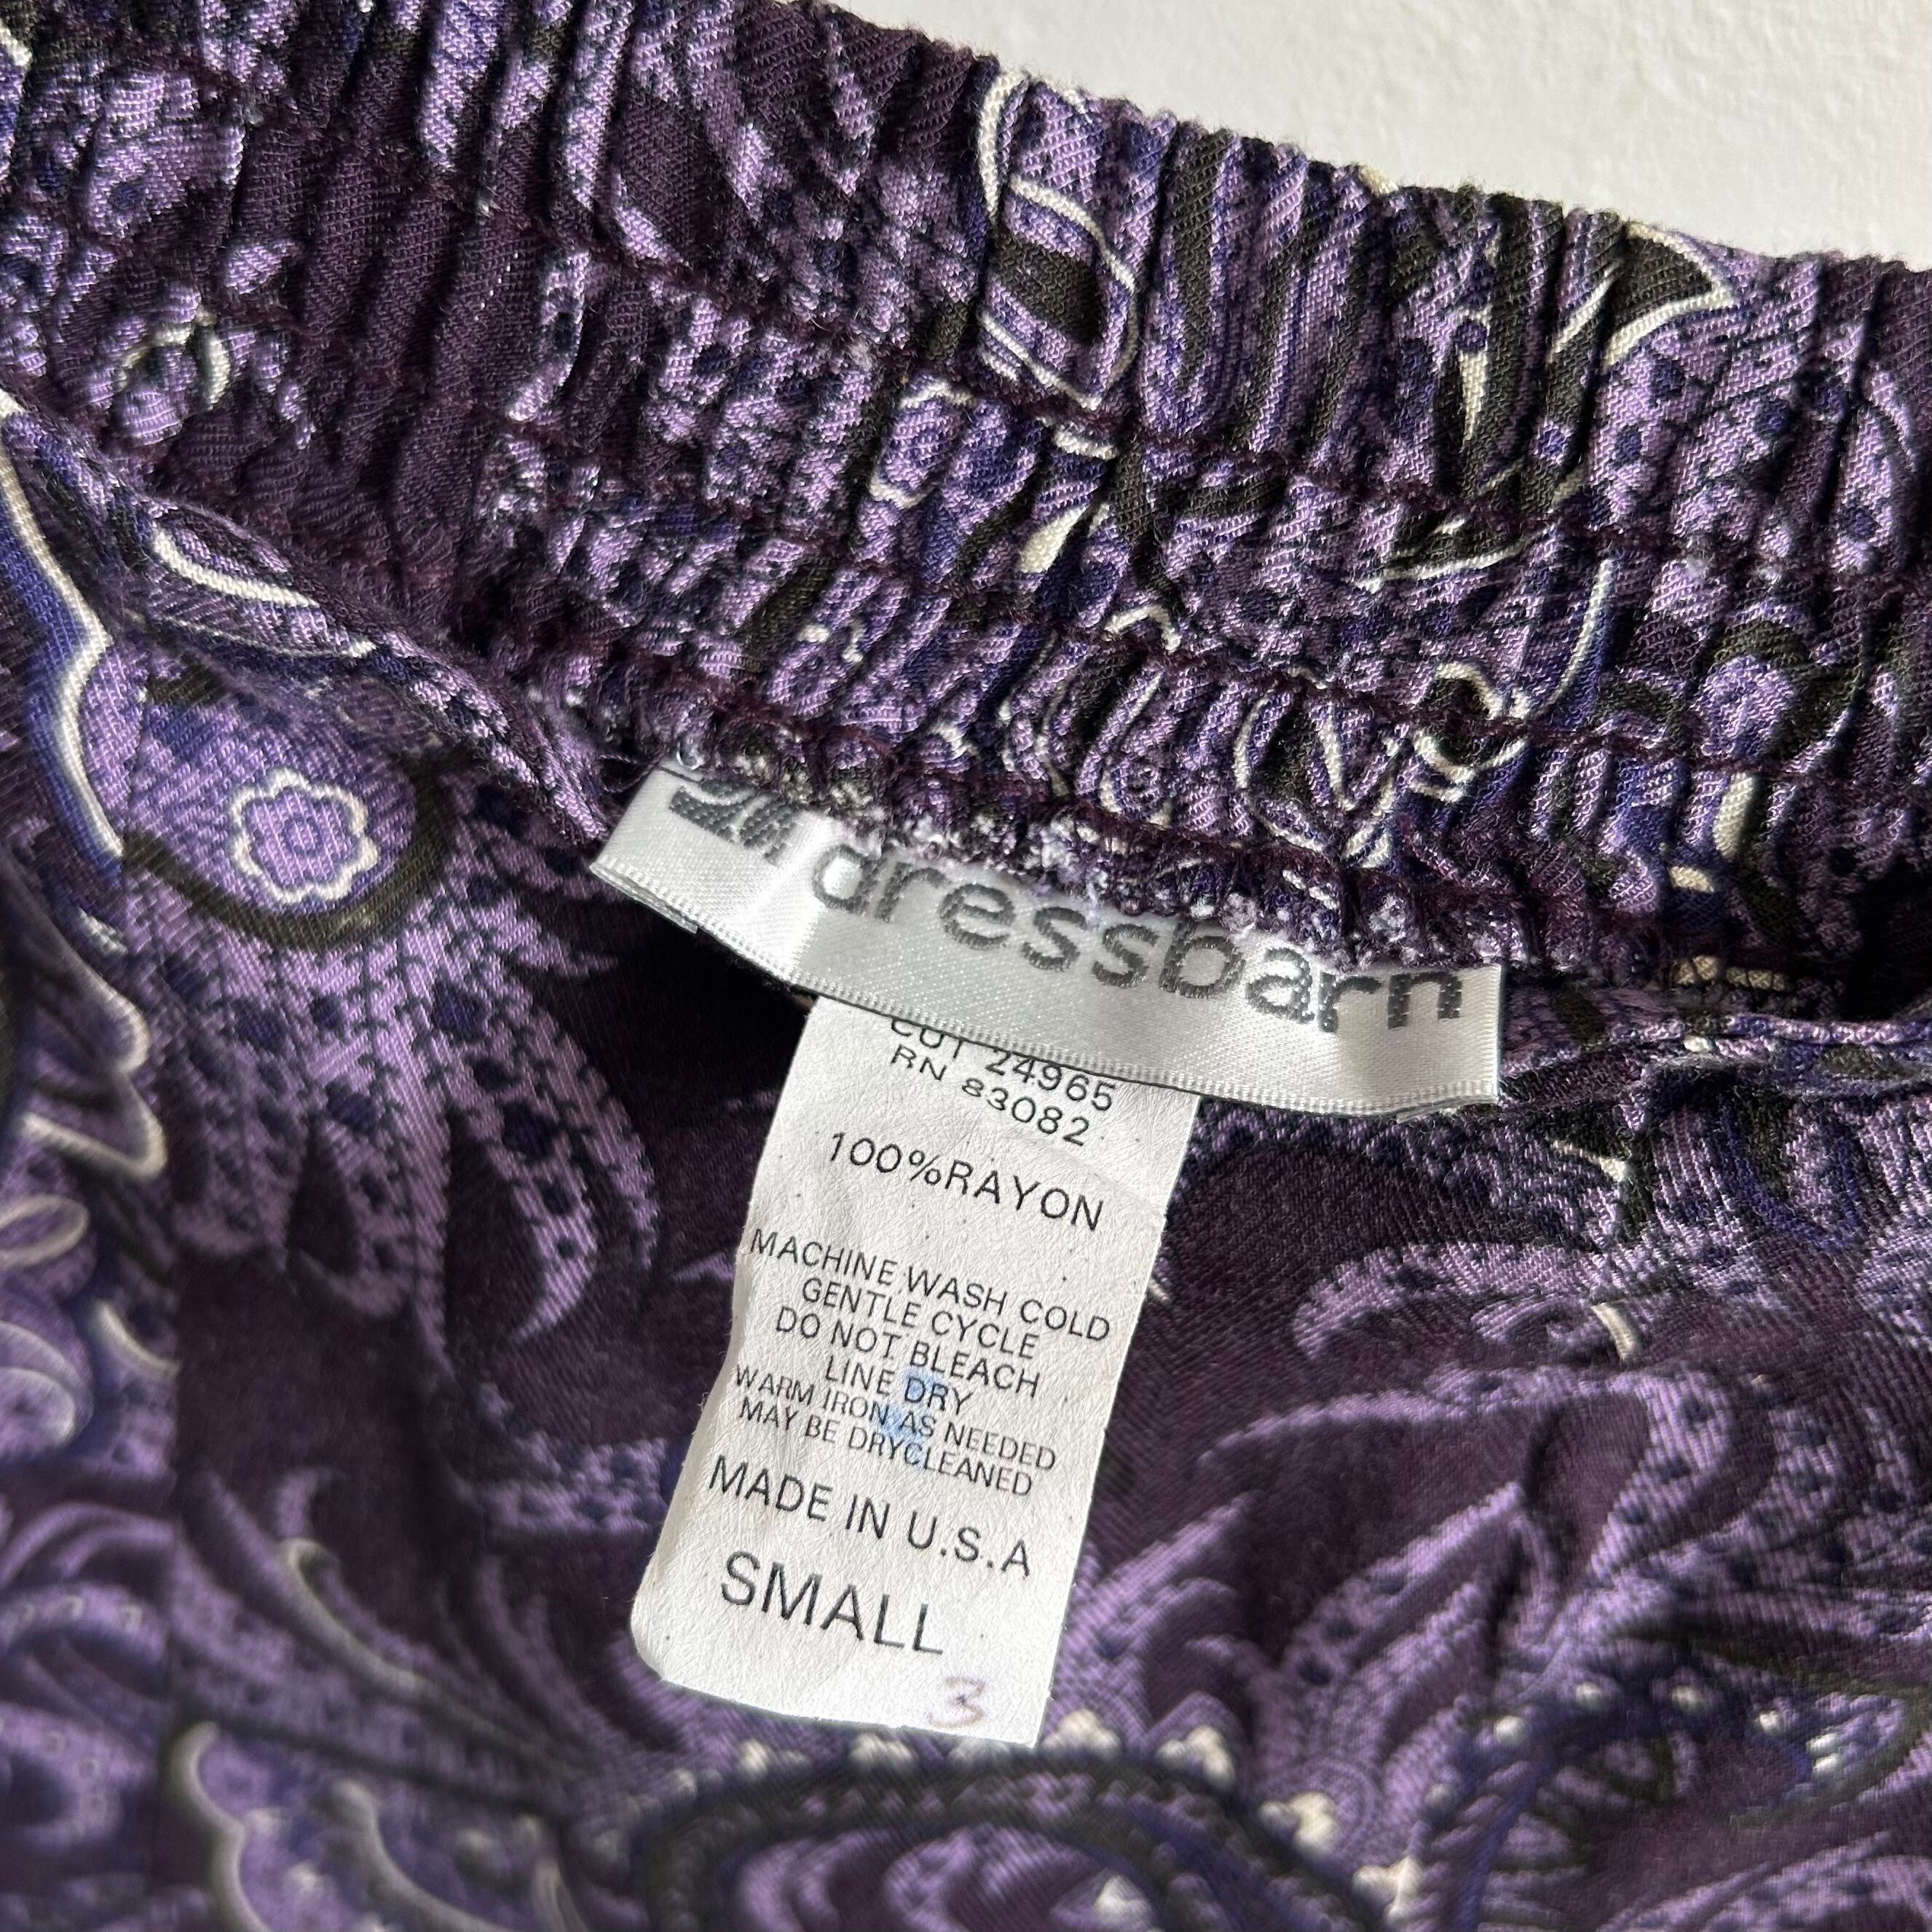 dressbarn
CUT 24965
RN 83082
100%RAYON
MACHINE WASH COLD
GENTLE CYCLE
DO NOT BLEACH
LINE DRY
WARM IRON AS NEEDED
MAY BE DRYCLEANED
MADE IN U.S.A
SMALL
3